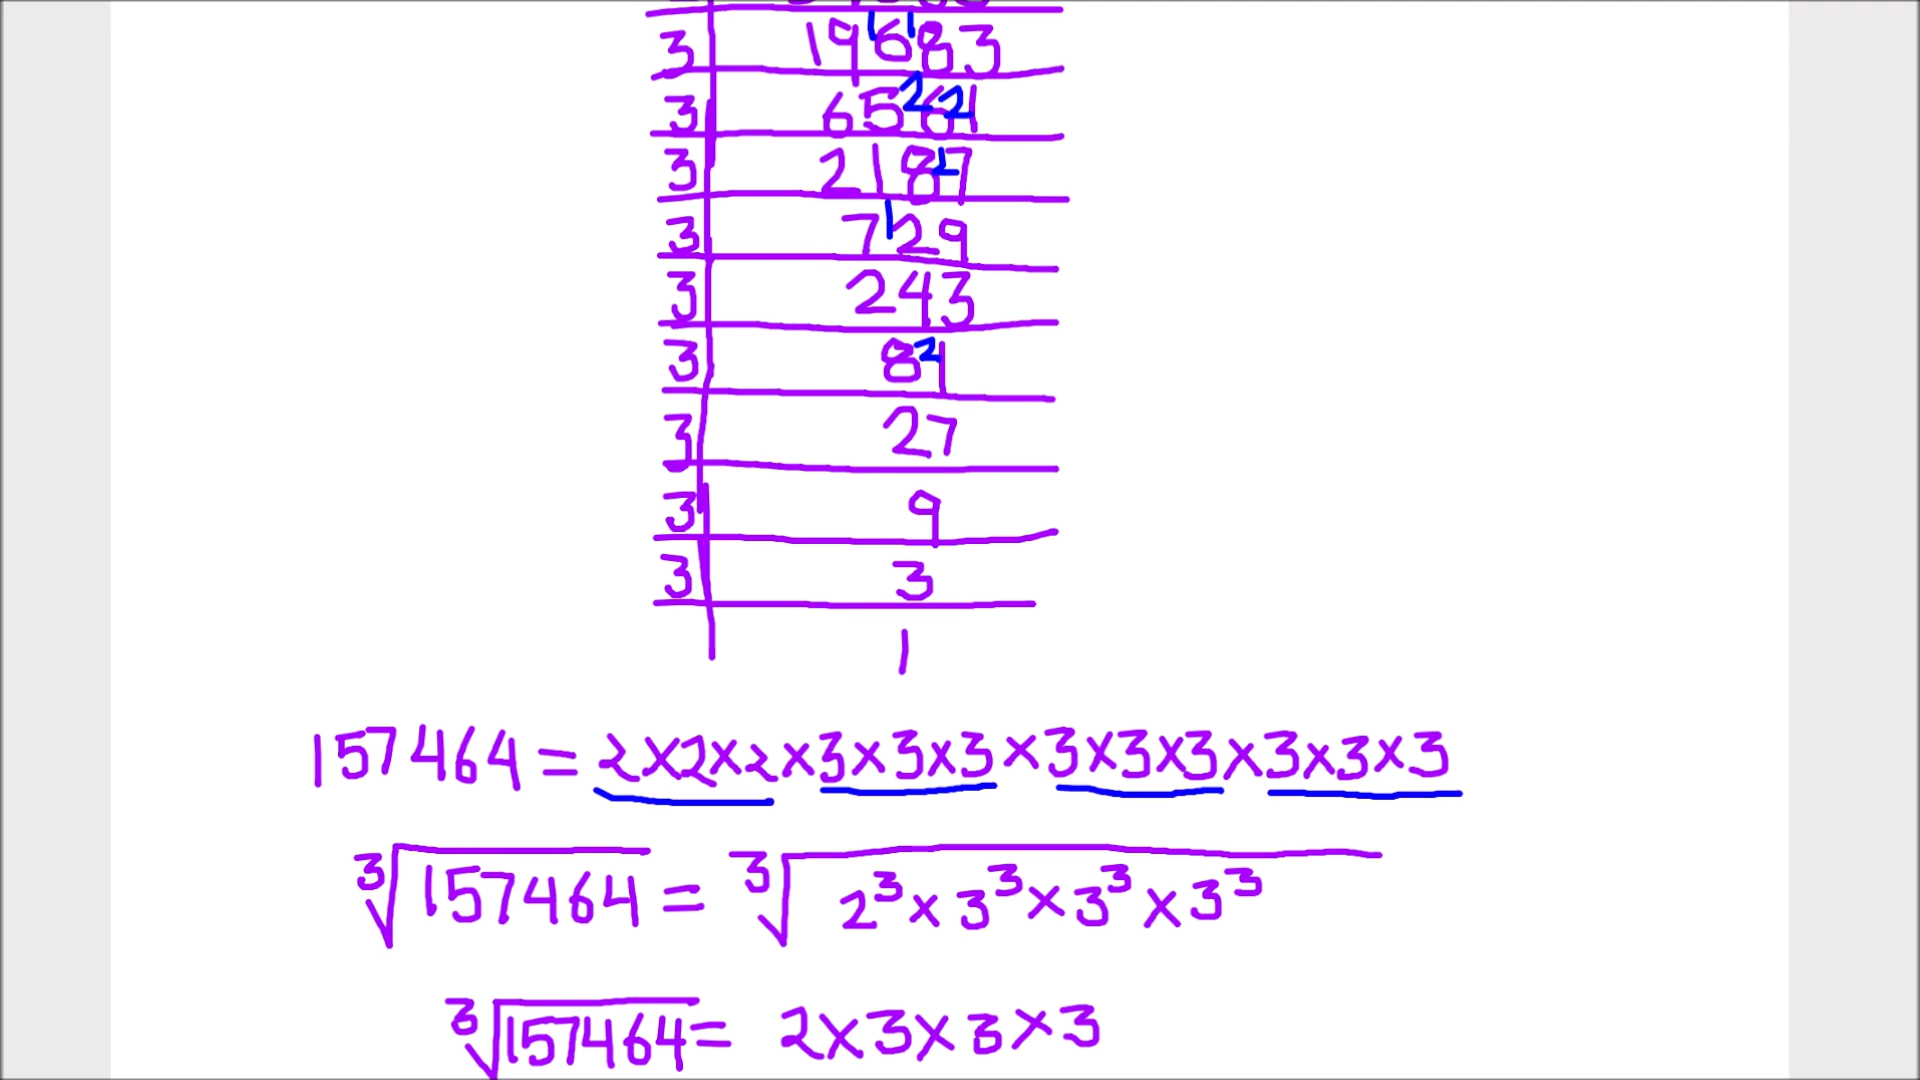 3 | 19683
3 | 6561
3 | 2187
3 | 729
3 | 243
3 | 81
3 | 27
3 | 9
3 | 3
1
157464 = 2×2×2×3×3×3×3×3×3×3×3×3
∛157464 = ∛2³×3³×3³×3³
∛157464 = 2×3×3×3